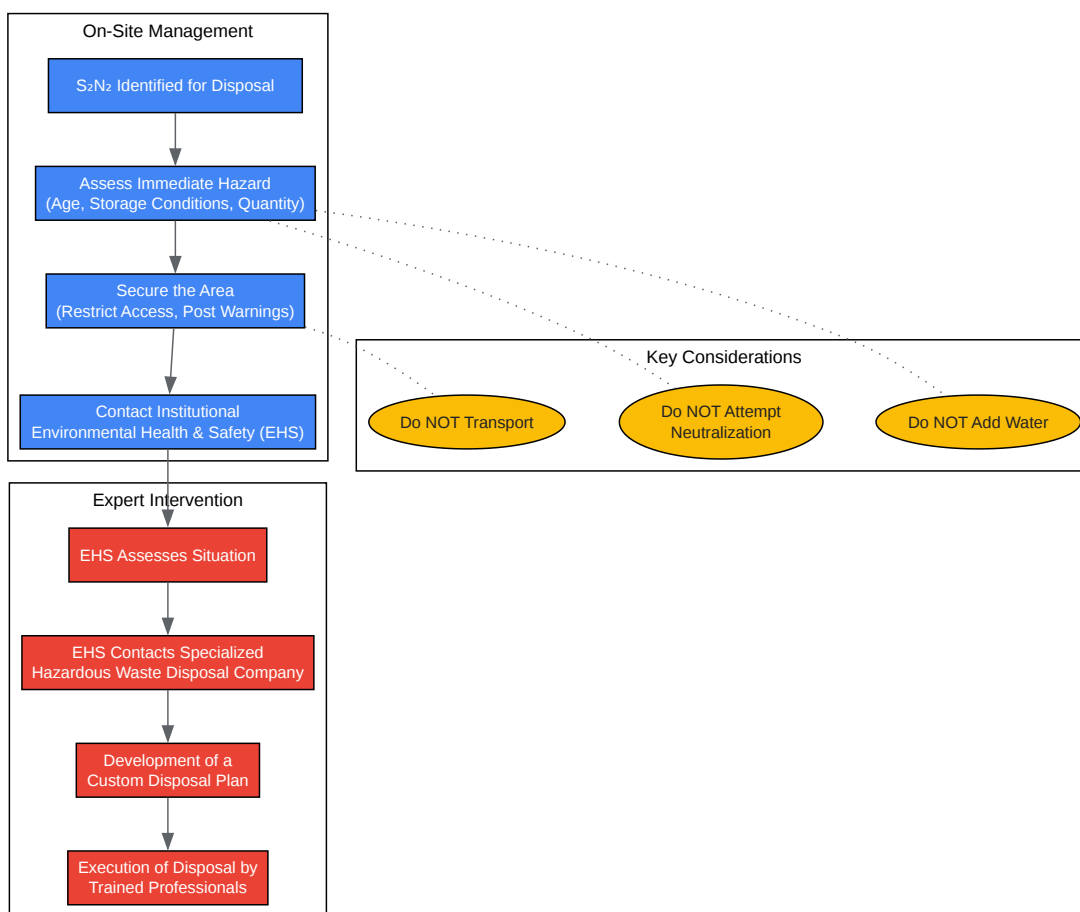 On-Site Management
S₂N₂ Identified for Disposal
Assess Immediate Hazard
(Age, Storage Conditions, Quantity)
Secure the Area
(Restrict Access, Post Warnings)
Contact Institutional
Environmental Health & Safety (EHS)
Key Considerations
Do NOT Transport
Do NOT Attempt
Neutralization
Do NOT Add Water
Expert Intervention
EHS Assesses Situation
EHS Contacts Specialized
Hazardous Waste Disposal Company
Development of a
Custom Disposal Plan
Execution of Disposal by
Trained Professionals